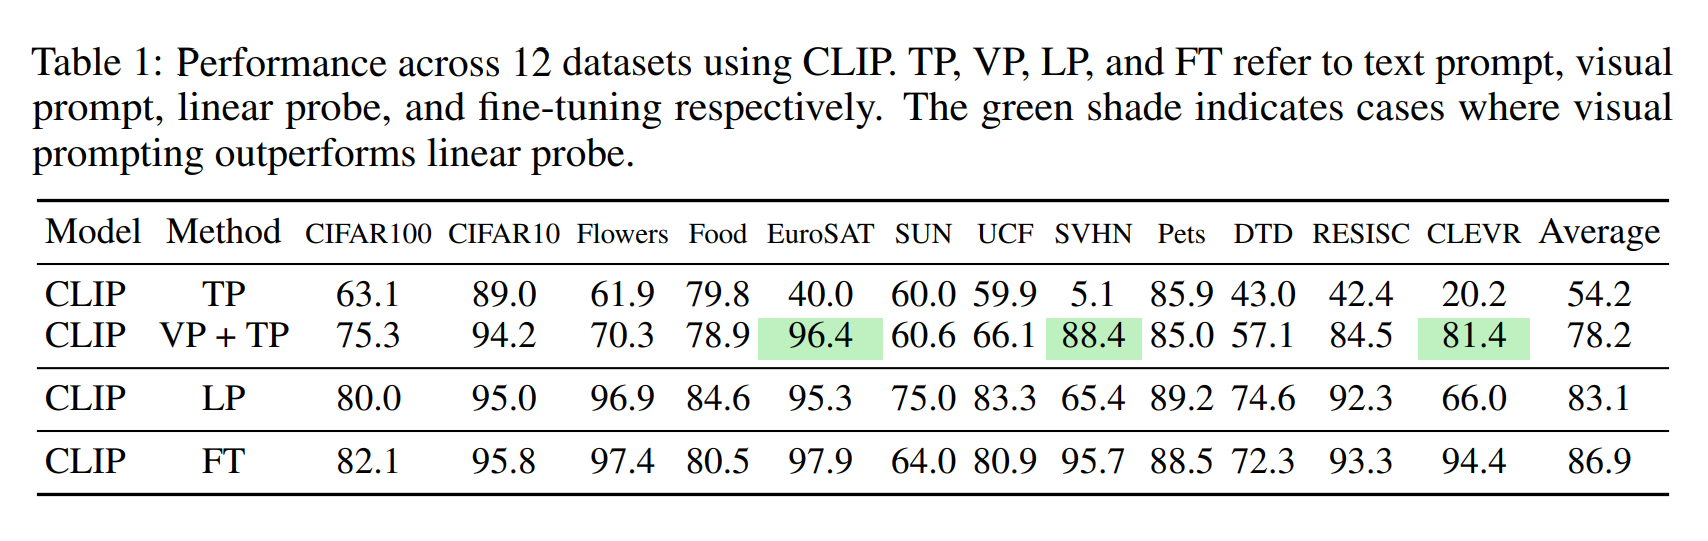 Table 1: Performance across 12 datasets using CLIP. TP, VP, LP, and FT refer to text prompt, visual
prompt, linear probe, and fine-tuning respectively. The green shade indicates cases where visual
prompting outperforms linear probe.
Model Method CIFAR100 CIFAR10 Flowers Food EuroSAT SUN UCF SVHN Pets DTD RESISC CLEVR Average
CLIP TP 63.1 89.0 61.9 79.8 40.0 60.0 59.9 5.1 85.9 43.0 42.4 20.2 54.2
CLIP VP + TP 75.3 94.2 70.3 78.9 96.4 60.6 66.1 88.4 85.0 57.1 84.5 81.4 78.2
CLIP LP 80.0 95.0 96.9 84.6 95.3 75.0 83.3 65.4 89.2 74.6 92.3 66.0 83.1
CLIP FT 82.1 95.8 97.4 80.5 97.9 64.0 80.9 95.7 88.5 72.3 93.3 94.4 86.9